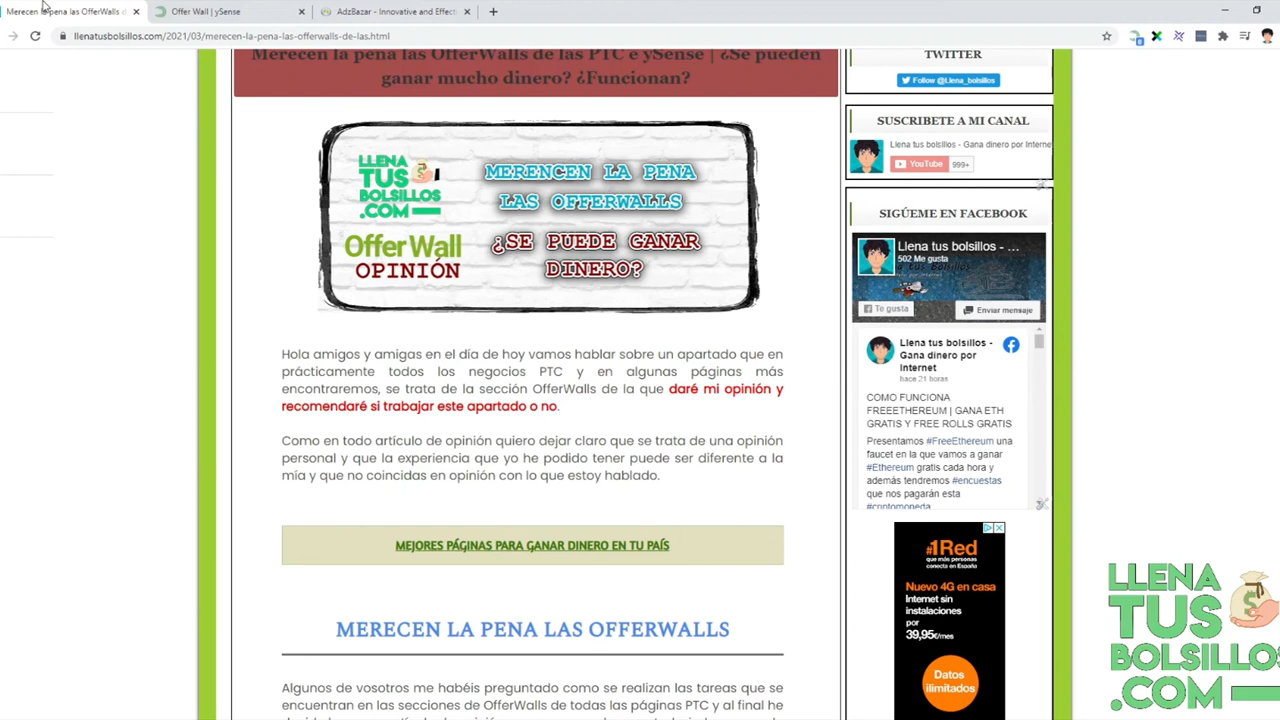 Merecen la pena las OfferWalls d
Offer Wall | ySense
AdzBazar - Innovative and Effecti
llenatusbolsillos.com/2021/03/merecen-la-pena-las-offerwalls-de-las.html
Merecen la pena las OfferWalls de las PTC e ySense | ¿Se pueden
ganar mucho dinero? ¿Funcionan?
LLENA
TUS
BOLSILLOS
.COM
OfferWall
OPINIÓN
MERENCEN LA PENA
LAS OFFERWALLS
¿SE PUEDE GANAR
DINERO?
Hola amigos y amigas en el día de hoy vamos hablar sobre un apartado que en
prácticamente todos los negocios PTC y en algunas páginas más
encontraremos, se trata de la sección OfferWalls de la que daré mi opinión y
recomendaré si trabajar este apartado o no.
Como en todo artículo de opinión quiero dejar claro que se trata de una opinión
personal y que la experiencia que yo he podido tener puede ser diferente a la
mía y que no coincidas en opinión con lo que estoy hablado.
MEJORES PÁGINAS PARA GANAR DINERO EN TU PAÍS
MERECEN LA PENA LAS OFFERWALLS
Algunos de vosotros me habéis preguntado como se realizan las tareas que se
encuentran en las secciones de OfferWalls de todas las páginas PTC y al final he
TWITTER
Follow @Llena_bolsillos
SUSCRIBETE A MI CANAL
Llena tus bolsillos - Gana dinero por Interne
YouTube 999+
SIGÚEME EN FACEBOOK
Llena tus bolsillos - ...
502 Me gusta
Te gusta
Enviar mensaje
Llena tus bolsillos -
Gana dinero por
Internet
hace 21 horas
COMO FUNCIONA
FREEETHEREUM | GANA ETH
GRATIS Y FREE ROLLS GRATIS
Presentamos #FreeEthereum una
faucet en la que vamos a ganar
#Ethereum gratis cada hora y
además tendremos #encuestas
que nos pagarán esta
#criptomoneda
#1Red
que más personas
conecta en España
Nuevo 4G en casa
Internet sin
instalaciones
por
39,95€/mes
Datos
ilimitados
LLENA
TUS
BOLSILLOS
.COM